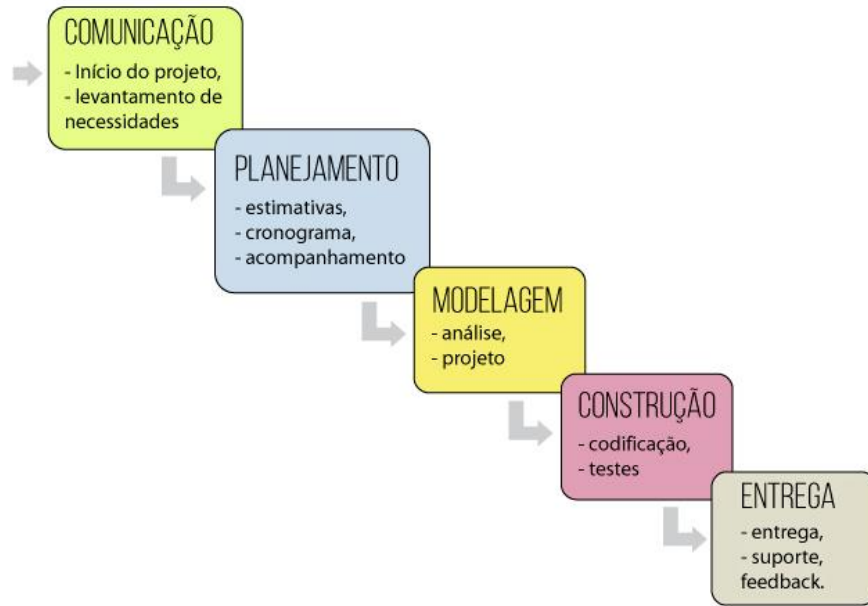 COMUNICAÇÃO
- Início do projeto,
- levantamento de
necessidades
PLANEJAMENTO
- estimativas,
- cronograma,
- acompanhamento
MODELAGEM
- análise,
- projeto
CONSTRUÇÃO
- codificação,
- testes
ENTREGA
- entrega,
- suporte,
feedback.